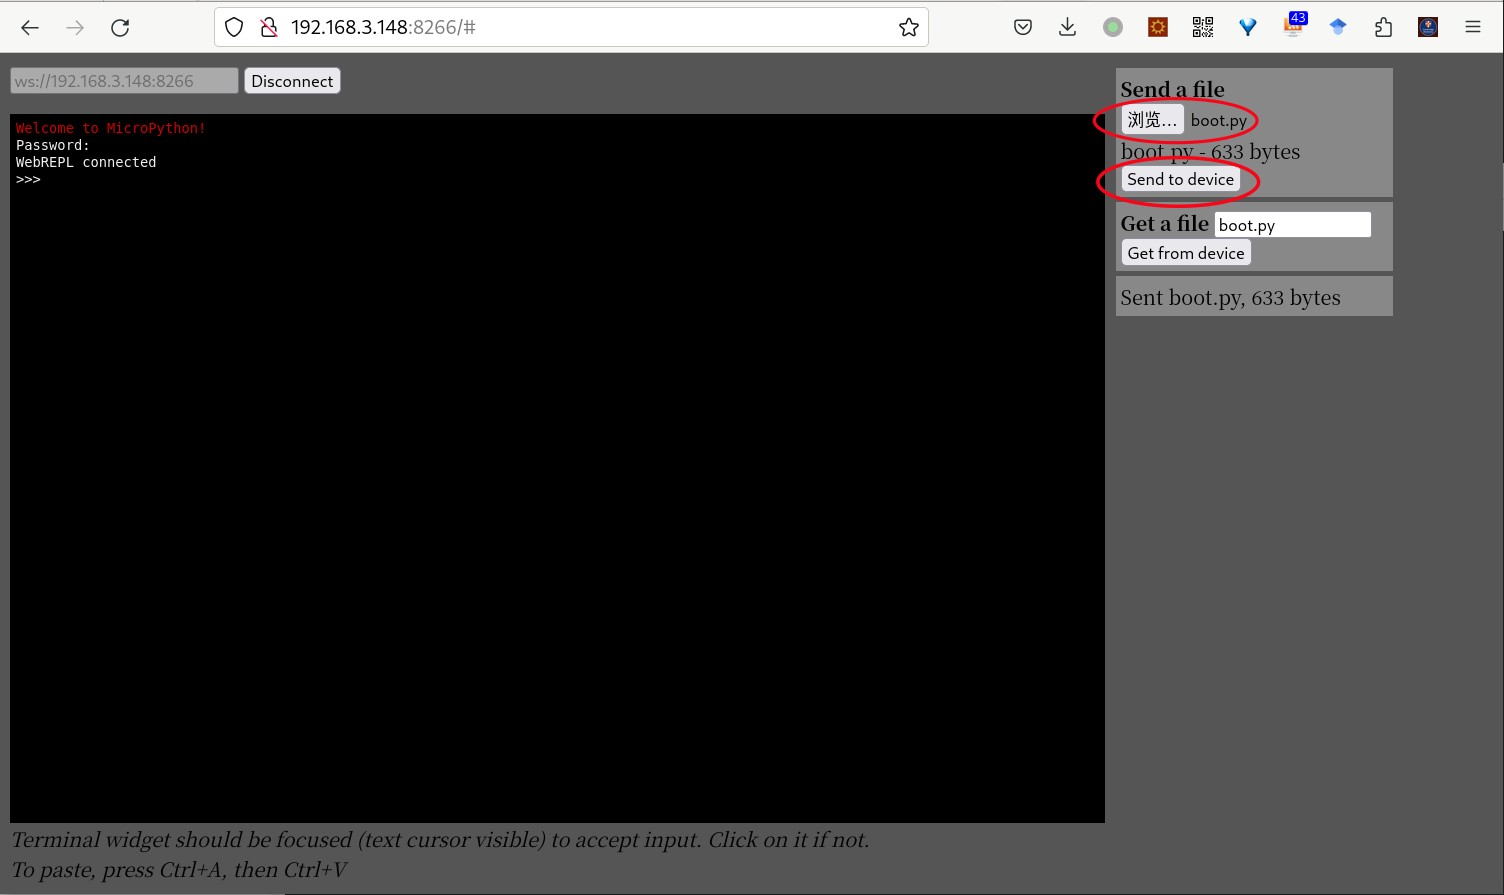 192.168.3.148:8266/#
43
ws://192.168.3.148:8266 Disconnect
Welcome to MicroPython!
Password:
WebREPL connected
>>>
Send a file
浏览... boot.py
boot.py - 633 bytes
Send to device
Get a file boot.py
Get from device
Sent boot.py, 633 bytes
Terminal widget should be focused (text cursor visible) to accept input. Click on it if not.
To paste, press Ctrl+A, then Ctrl+V